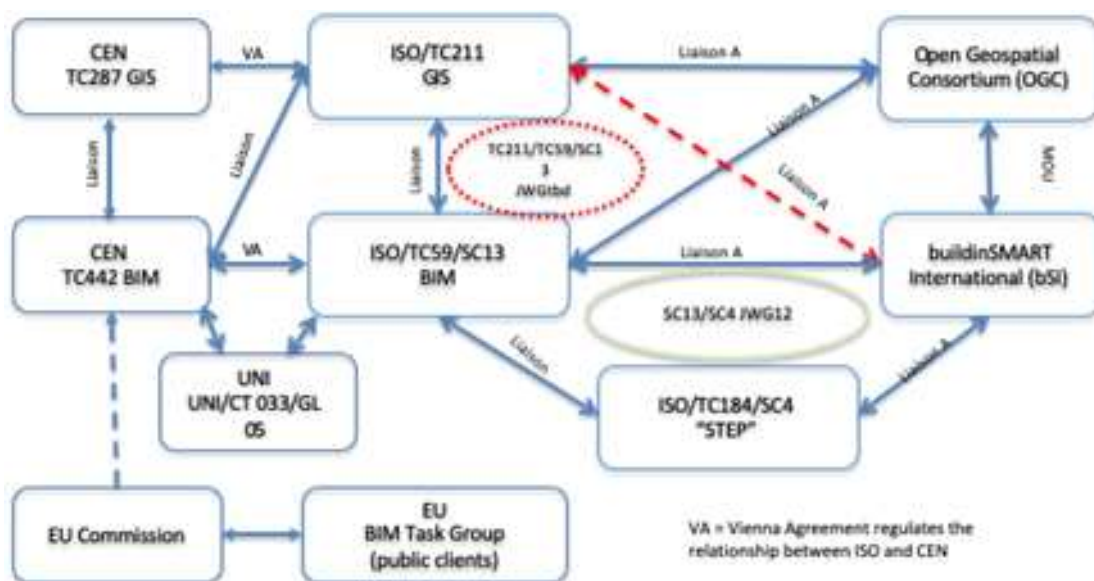 CEN
TC287 GIS
VA
ISO/TC211
GIS
Liaison A
Open Geospatial
Consortium (OGC)
Liaison
Liaison
Liaison
TC211/TC59/SC1
3
JWGtbd
Liaison A
Liaison A
MOU
CEN
TC442 BIM
VA
ISO/TC59/SC13
BIM
Liaison A
buildinSMART
International (bSI)
SC13/SC4 JWG12
UNI
UNI/CT 033/GL
05
Liaison
ISO/TC184/SC4
"STEP"
Liaison A
EU Commission
EU
BIM Task Group
(public clients)
VA = Vienna Agreement regulates the
relationship between ISO and CEN